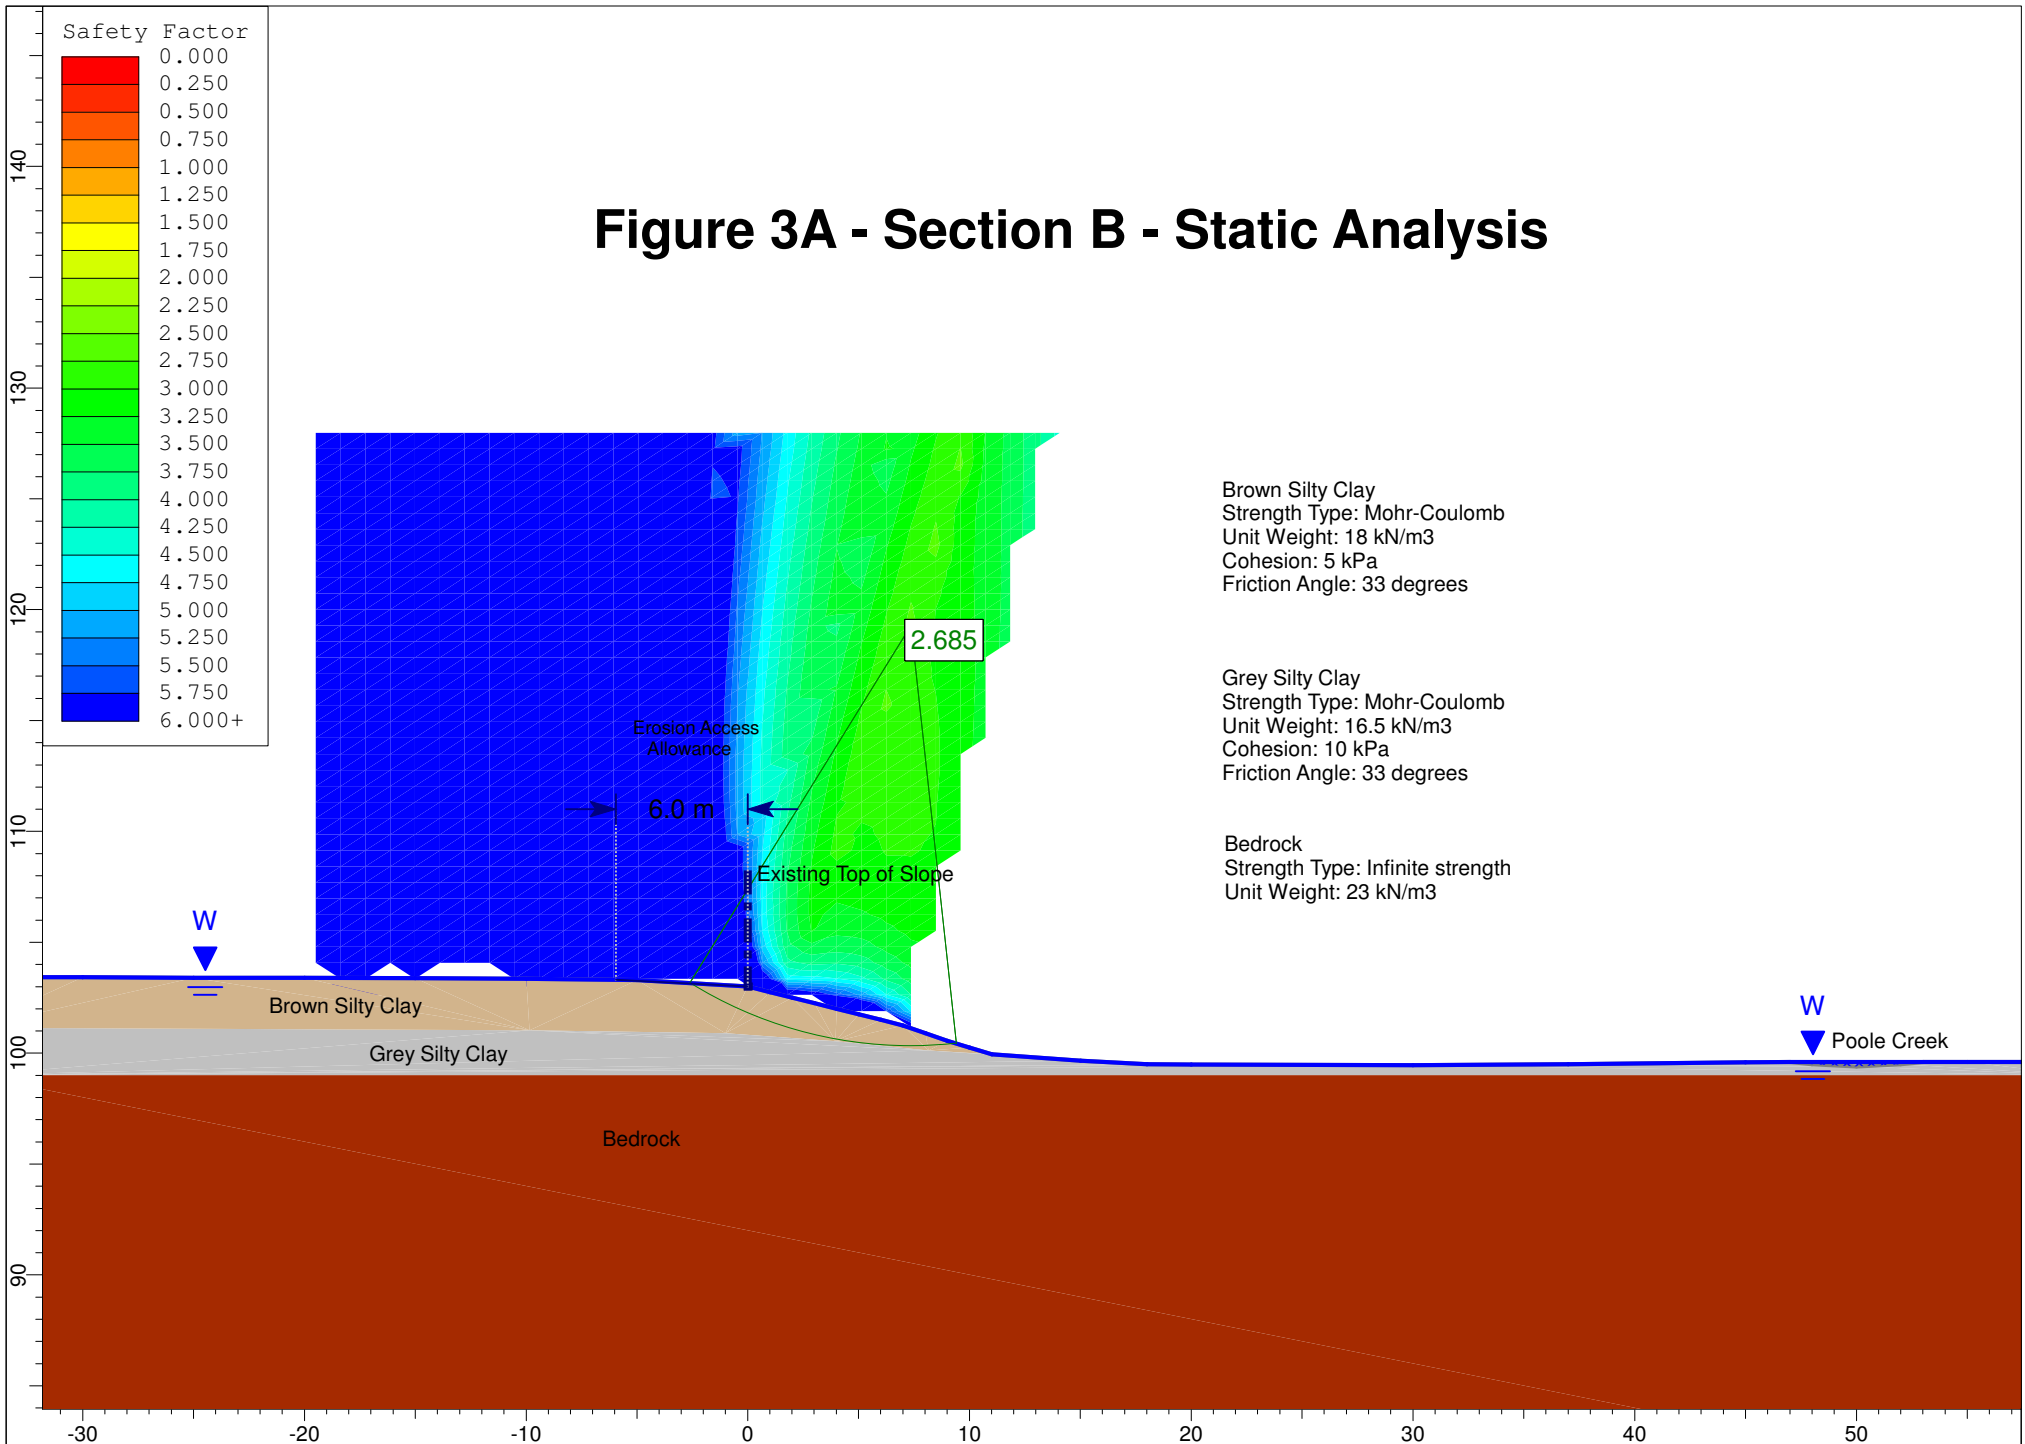 Safety Factor
0.000
0.250
0.500
0.750
1.000
1.250
1.500
1.750
2.000
2.250
2.500
2.750
3.000
3.250
3.500
3.750
4.000
4.250
4.500
4.750
5.000
5.250
5.500
5.750
6.000+
Figure 3A - Section B - Static Analysis
Brown Silty Clay
Strength Type: Mohr-Coulomb
Unit Weight: 18 kN/m3
Cohesion: 5 kPa
Friction Angle: 33 degrees
2.685
Grey Silty Clay
Strength Type: Mohr-Coulomb
Unit Weight: 16.5 kN/m3
Cohesion: 10 kPa
Friction Angle: 33 degrees
Erosion Access
Allowance
6.0 m
Existing Top of Slope
Bedrock
Strength Type: Infinite strength
Unit Weight: 23 kN/m3
W
Brown Silty Clay
Grey Silty Clay
W
Poole Creek
Bedrock
140
130
120
110
100
90
-30
-20
-10
0
10
20
30
40
50